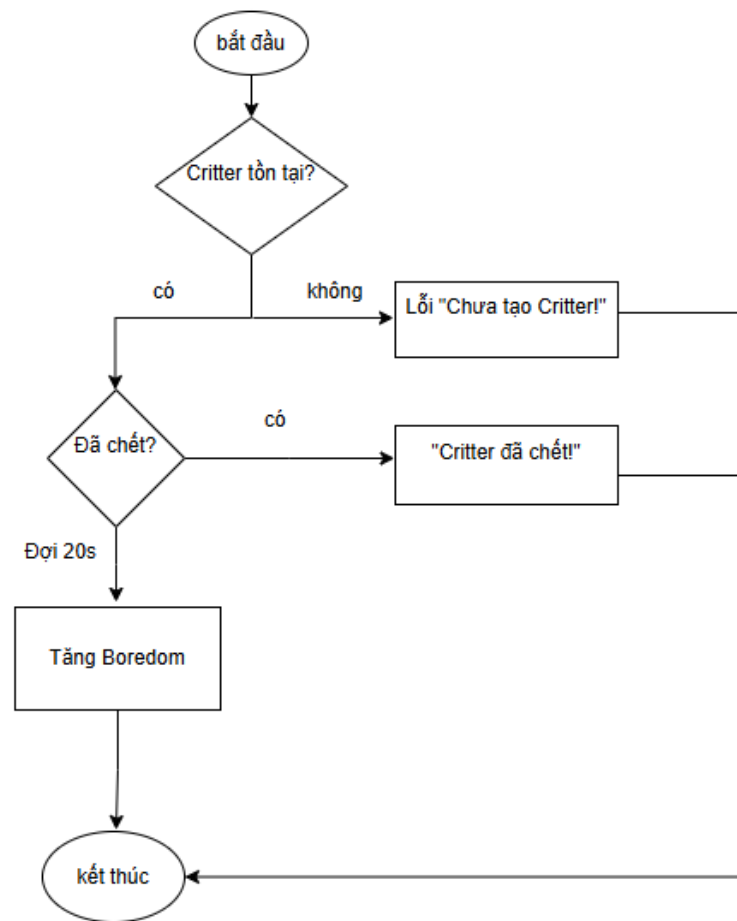 bắt đầu
Critter tồn tại?
có
không
Lỗi "Chưa tạo Critter!"
Đã chết?
có
"Critter đã chết!"
Đợi 20s
Tăng Boredom
kết thúc